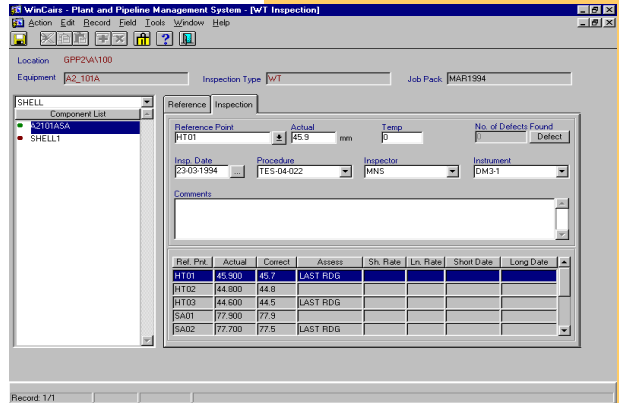 WinCairs - Plant and Pipeline Management System - [WT Inspection]
Action Edit Record Field Tools Window Help
Location GPP2\A\100
Equipment A2_101A Inspection Type WT Job Pack MAR1994
SHELL
Component List
A2101ASA
SHELL1
Reference Inspection
Reference Point Actual Temp No. of Defects Found
HT01 45.9 mm 0 0 Defect
Insp. Date Procedure Inspector Instrument
23-03-1994 ... TES-04-022 MNS DM3-1
Comments
Ref. Pnt. Actual Correct Assess Sh. Rate Ln. Rate Short Date Long Date
HT01 45.900 45.7 LAST RDG
HT02 44.800 44.8
HT03 44.600 44.5 LAST RDG
SA01 77.900 77.9
SA02 77.700 77.5 LAST RDG
Record: 1/1